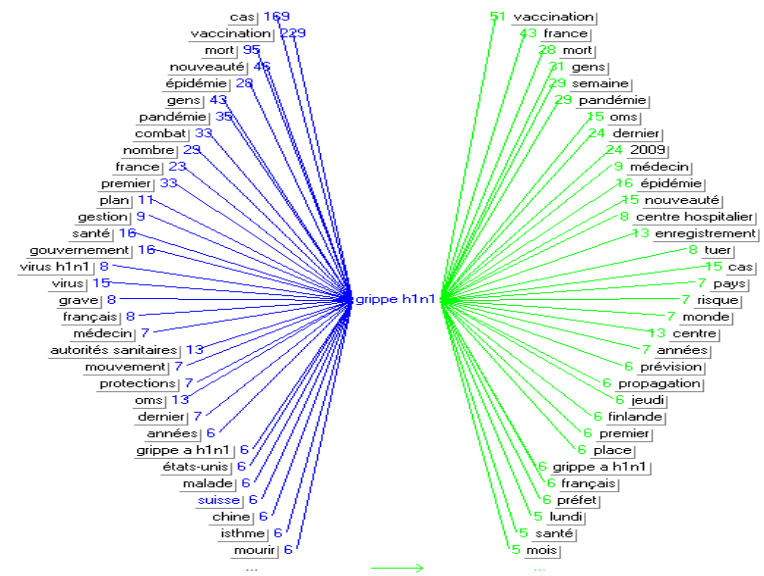 cas 169
vaccination 229
mort 95
nouveauté 46
épidémie 28
gens 43
pandémie 35
combat 33
nombre 29
france 23
premier 33
plan 11
gestion 9
santé 16
gouvernement 16
virus h1n1 8
virus 15
grave 8
français 8
médecin 7
autorités sanitaires 13
mouvement 7
protections 7
oms 13
dernier 7
années 6
grippe a h1n1 6
états-unis 6
malade 6
suisse 6
chine 6
isthme 6
mourir 6
...
grippe h1n1
51 vaccination
43 france
28 mort
31 gens
29 semaine
29 pandémie
15 oms
24 dernier
24 2009
9 médecin
16 épidémie
15 nouveauté
8 centre hospitalier
13 enregistrement
8 tuer
15 cas
7 pays
7 risque
7 monde
13 centre
7 années
6 prévision
6 propagation
6 jeudi
6 finlande
6 premier
6 place
6 grippe a h1n1
6 français
6 préfet
5 lundi
5 santé
5 mois
...